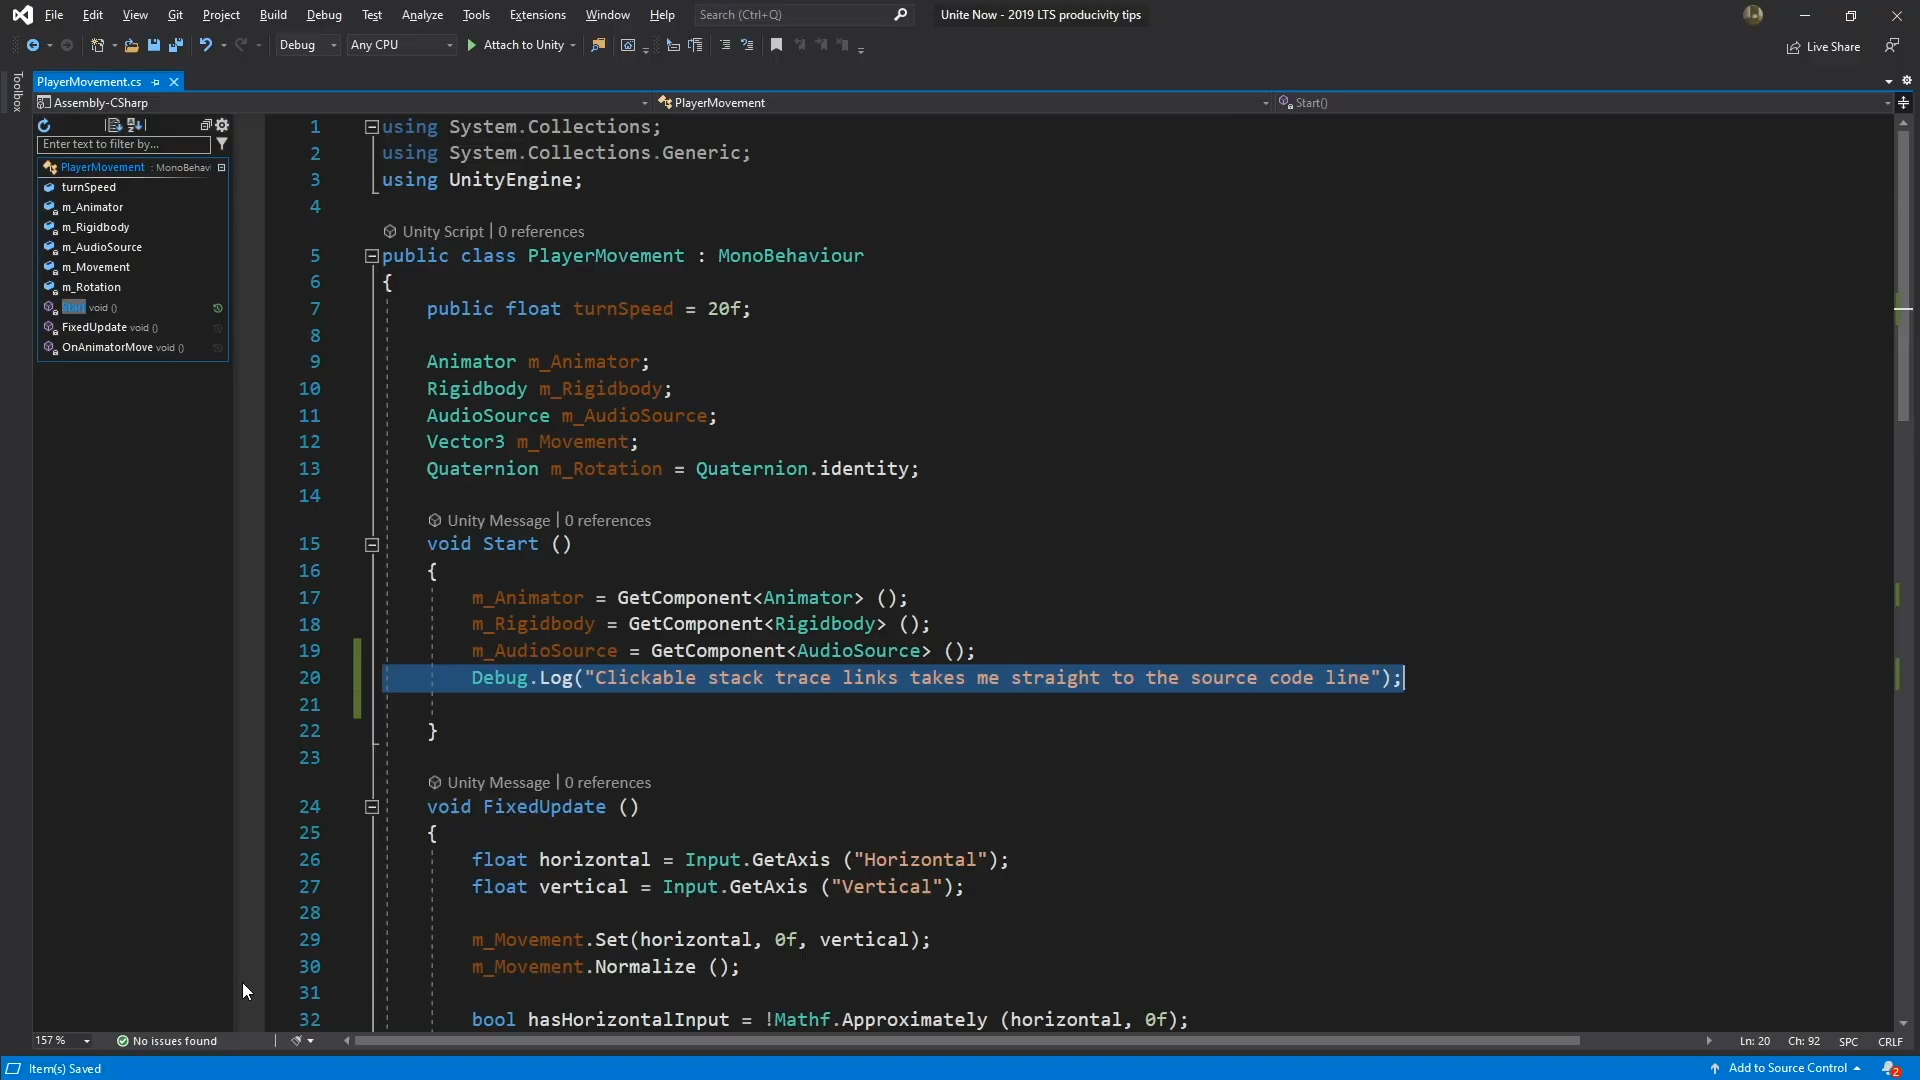 File Edit View Git Project Build Debug Test Analyze Tools Extensions Window Help Search (Ctrl+Q) Unite Now - 2019 LTS producivity tips
Debug Any CPU Attach to Unity Live Share
Toolbox
PlayerMovement.cs
Assembly-CSharp PlayerMovement Start()
Enter text to filter by...
PlayerMovement : MonoBehavi
turnSpeed
m_Animator
m_Rigidbody
m_AudioSource
m_Movement
m_Rotation
Start void ()
FixedUpdate void ()
OnAnimatorMove void ()
1 using System.Collections;
2 using System.Collections.Generic;
3 using UnityEngine;
4
Unity Script | 0 references
5 public class PlayerMovement : MonoBehaviour
6 {
7 public float turnSpeed = 20f;
8
9 Animator m_Animator;
10 Rigidbody m_Rigidbody;
11 AudioSource m_AudioSource;
12 Vector3 m_Movement;
13 Quaternion m_Rotation = Quaternion.identity;
14
Unity Message | 0 references
15 void Start ()
16 {
17 m_Animator = GetComponent<Animator> ();
18 m_Rigidbody = GetComponent<Rigidbody> ();
19 m_AudioSource = GetComponent<AudioSource> ();
20 Debug.Log("Clickable stack trace links takes me straight to the source code line");
21
22 }
23
Unity Message | 0 references
24 void FixedUpdate ()
25 {
26 float horizontal = Input.GetAxis ("Horizontal");
27 float vertical = Input.GetAxis ("Vertical");
28
29 m_Movement.Set(horizontal, 0f, vertical);
30 m_Movement.Normalize ();
31
32 bool hasHorizontalInput = !Mathf.Approximately (horizontal, 0f);
157 % No issues found Ln: 20 Ch: 92 SPC CRLF
Item(s) Saved Add to Source Control 2